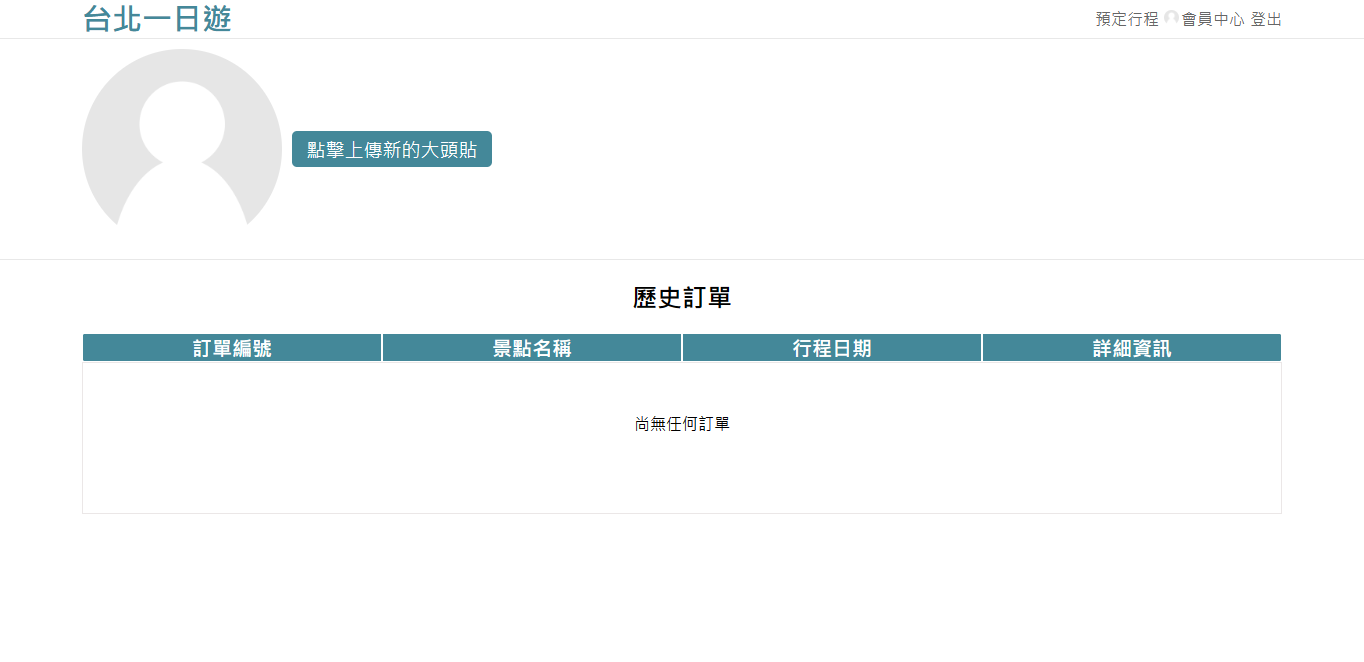 台北一日遊
預定行程 會員中心 登出
點擊上傳新的大頭貼
歷史訂單
訂單編號 景點名稱 行程日期 詳細資訊
尚無任何訂單